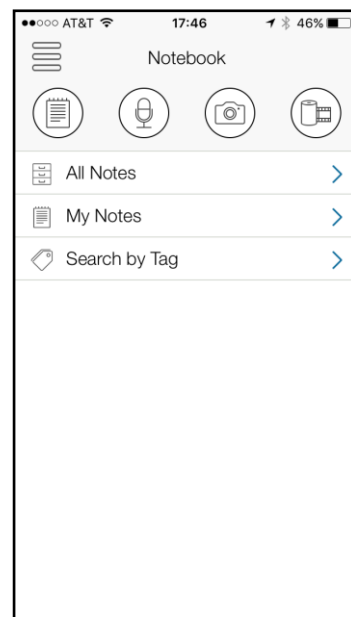 AT&T 17:46 46%
Notebook
All Notes
My Notes
Search by Tag